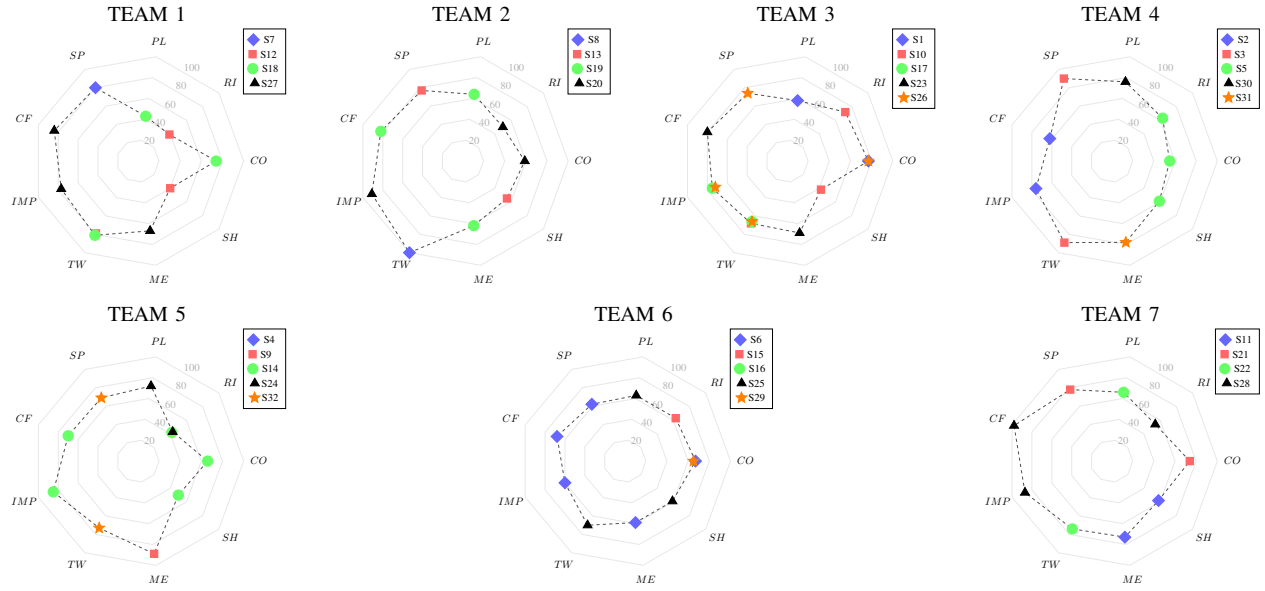 TEAM 1
PL
SP
RI
CF
CO
IMP
SH
TW
ME
100
80
60
40
20
S7
S12
S18
S27
TEAM 2
PL
SP
RI
CF
CO
IMP
SH
TW
ME
100
80
60
40
20
S8
S13
S19
S20
TEAM 3
PL
SP
RI
CF
CO
IMP
SH
TW
ME
100
80
60
40
20
S1
S10
S17
S23
S26
TEAM 4
PL
SP
RI
CF
CO
IMP
SH
TW
ME
100
80
60
40
20
S2
S3
S5
S30
S31
TEAM 5
PL
SP
RI
CF
CO
IMP
SH
TW
ME
100
80
60
40
20
S4
S9
S14
S24
S32
TEAM 6
PL
SP
RI
CF
CO
IMP
SH
TW
ME
100
80
60
40
20
S6
S15
S16
S25
S29
TEAM 7
PL
SP
RI
CF
CO
IMP
SH
TW
ME
100
80
60
40
20
S11
S21
S22
S28